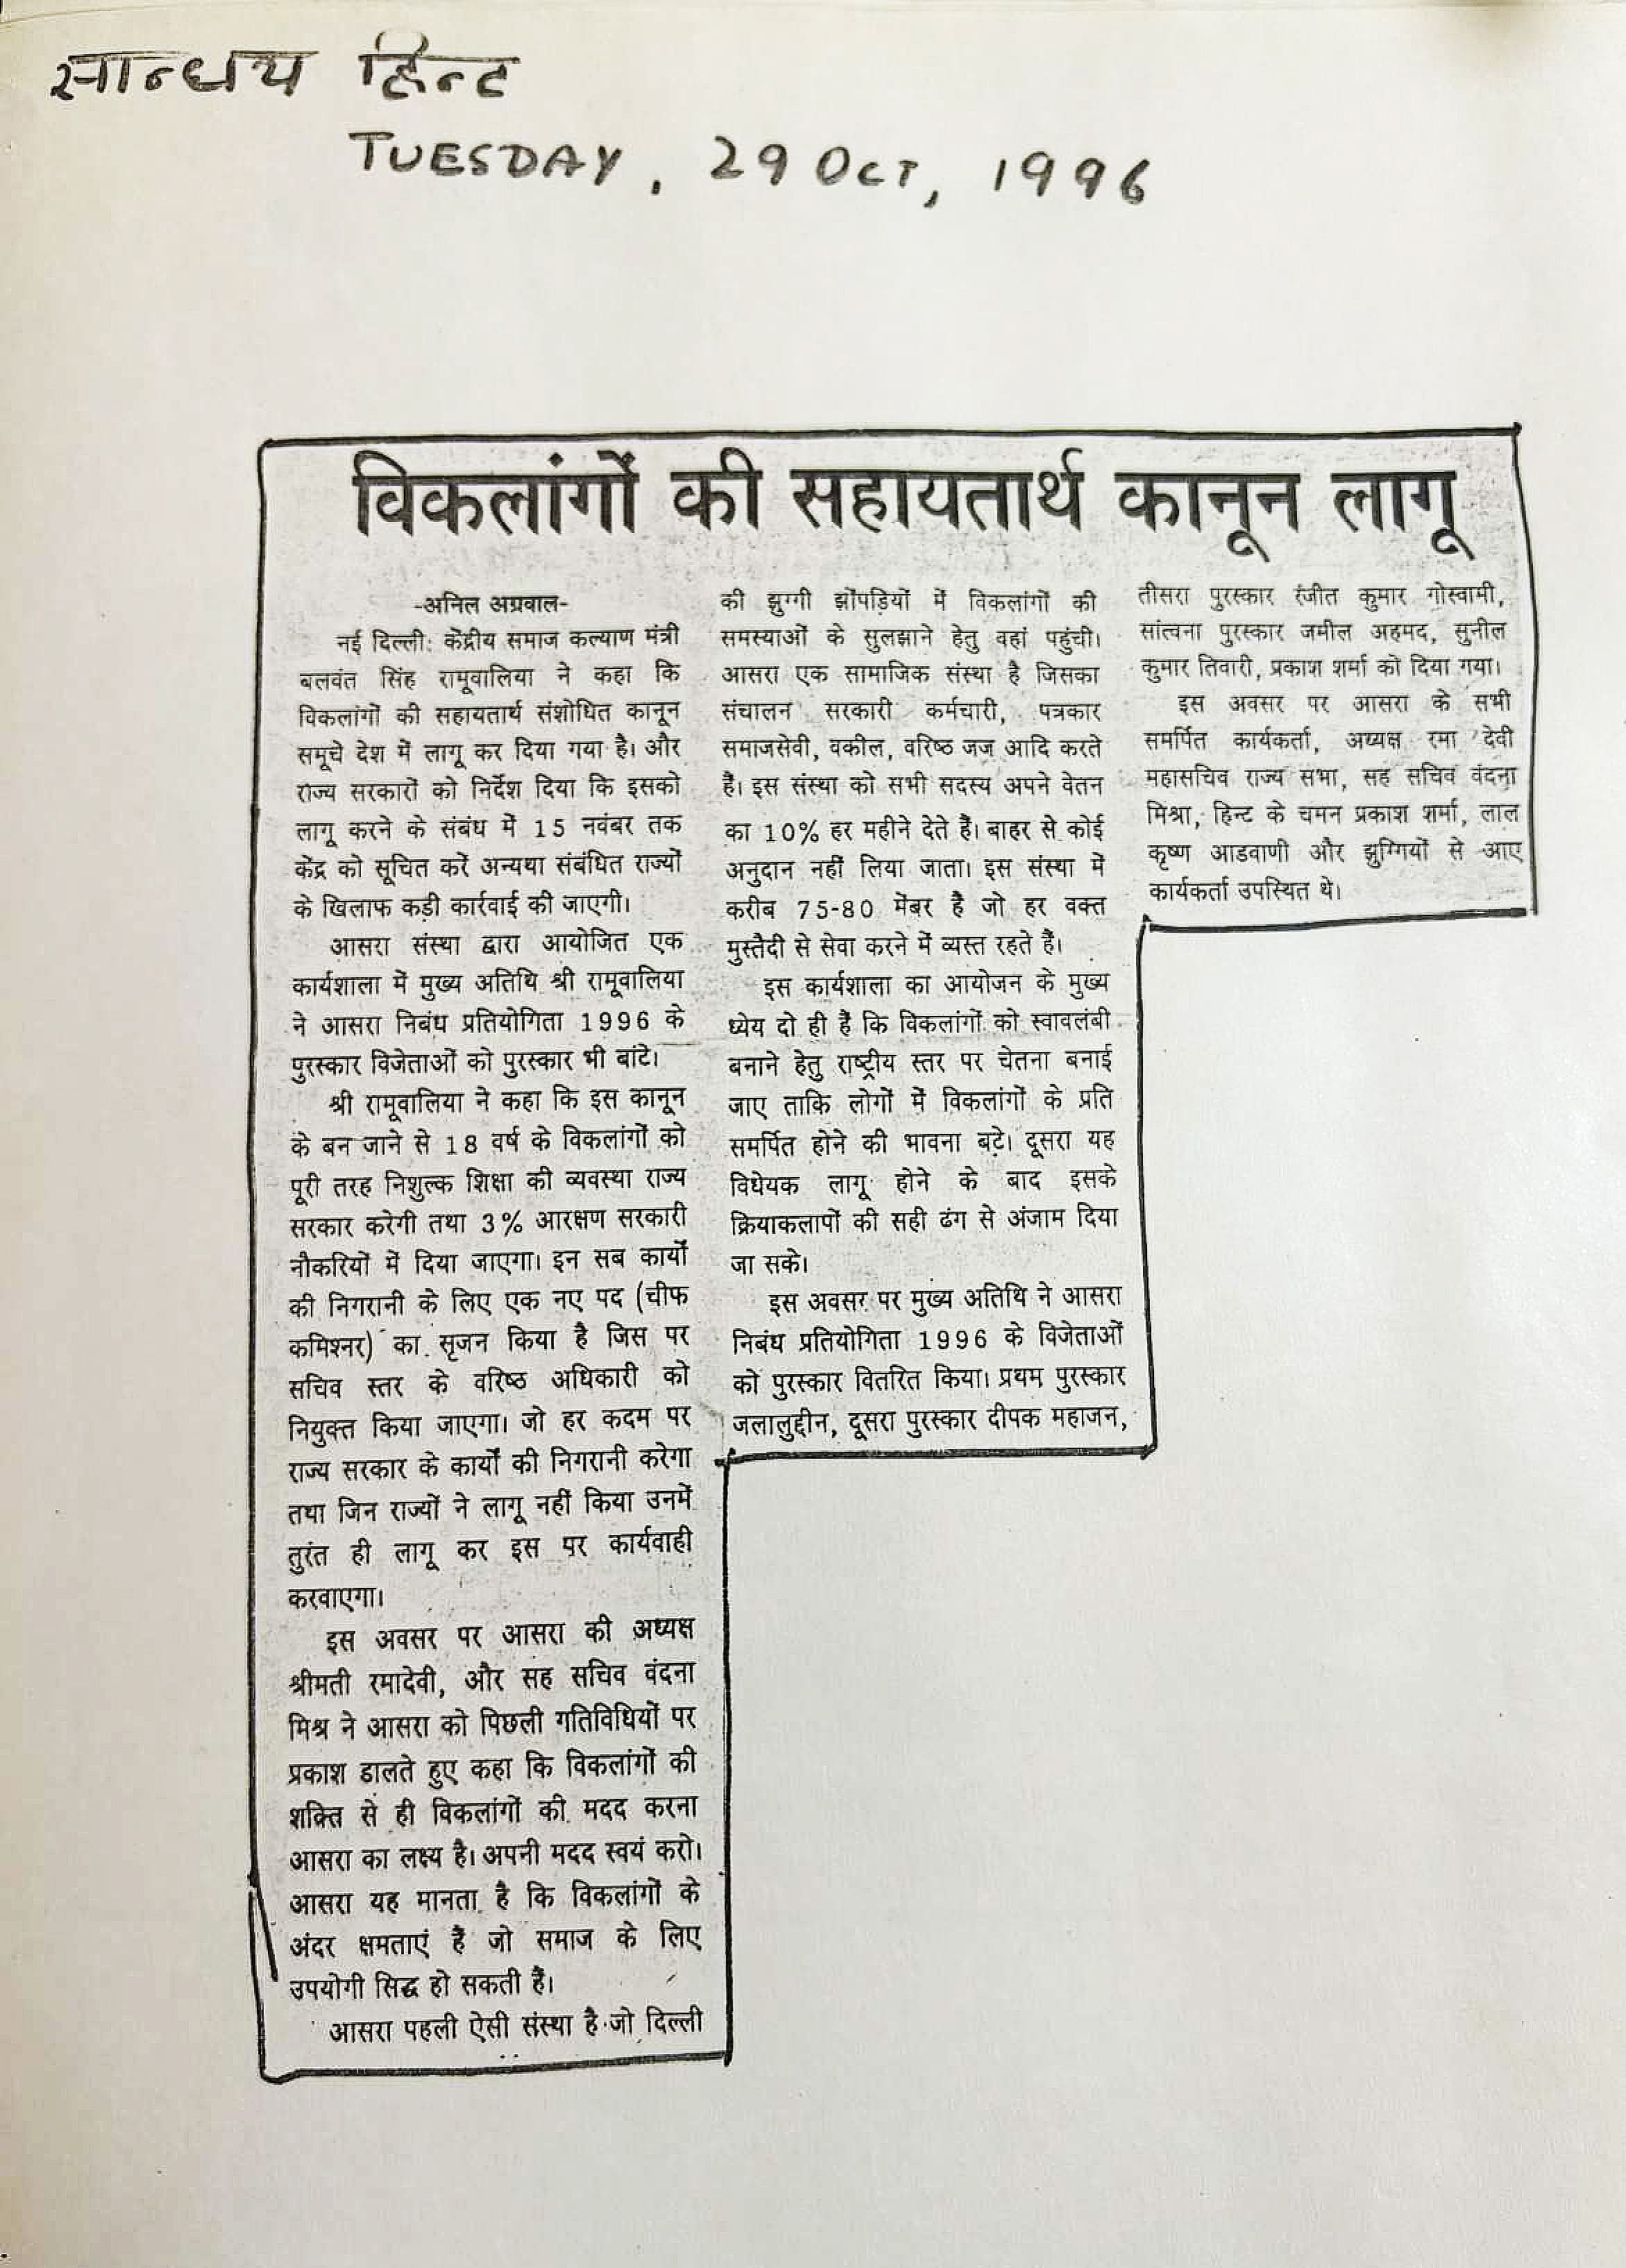 सान्धय हिन्ट
TUESDAY, 29 OCT, 1996
विकलांगों की सहायतार्थ कानून लागू
-अनिल अग्रवाल-
नई दिल्ली: केंद्रीय समाज कल्याण मंत्री
बलवंत सिंह रामूवालिया ने कहा कि
विकलांगों की सहायतार्थ संशोधित कानून
समूचे देश में लागू कर दिया गया है। और
राज्य सरकारों को निर्देश दिया कि इसको
लागू करने के संबंध में 15 नवंबर तक
केंद्र को सूचित करें अन्यथा संबंधित राज्यों
के खिलाफ कड़ी कार्रवाई की जाएगी।
आसरा संस्था द्वारा आयोजित एक
कार्यशाला में मुख्य अतिथि श्री रामूवालिया
ने आसरा निबंध प्रतियोगिता 1996 के
पुरस्कार विजेताओं को पुरस्कार भी बांटे।
श्री रामूवालिया ने कहा कि इस कानून
के बन जाने से 18 वर्ष के विकलांगों को
पूरी तरह निशुल्क शिक्षा की व्यवस्था राज्य
सरकार करेगी तथा 3% आरक्षण सरकारी
नौकरियों में दिया जाएगा। इन सब कार्यों
की निगरानी के लिए एक नए पद (चीफ
कमिश्नर) का सृजन किया है जिस पर
सचिव स्तर के वरिष्ठ अधिकारी को
नियुक्त किया जाएगा। जो हर कदम पर
राज्य सरकार के कार्यों की निगरानी करेगा
तथा जिन राज्यों ने लागू नहीं किया उनमें
तुरंत ही लागू कर इस पर कार्यवाही
करवाएगा।
इस अवसर पर आसरा की अध्यक्ष
श्रीमती रमादेवी, और सह सचिव वंदना
मिश्र ने आसरा को पिछली गतिविधियों पर
प्रकाश डालते हुए कहा कि विकलांगों की
शक्ति से ही विकलांगों की मदद करना
आसरा का लक्ष्य है। अपनी मदद स्वयं करो।
आसरा यह मानता है कि विकलांगों के
अंदर क्षमताएं हैं जो समाज के लिए
उपयोगी सिद्ध हो सकती हैं।
आसरा पहली ऐसी संस्था है जो दिल्ली
की झुग्गी झोंपड़ियों में विकलांगों की
समस्याओं के सुलझाने हेतु वहां पहुंची।
आसरा एक सामाजिक संस्था है जिसका
संचालन सरकारी कर्मचारी, पत्रकार
समाजसेवी, वकील, वरिष्ठ जज आदि करते
हैं। इस संस्था को सभी सदस्य अपने वेतन
का 10% हर महीने देते हैं। बाहर से कोई
अनुदान नहीं लिया जाता। इस संस्था में
करीब 75-80 मेंबर है जो हर वक्त
मुस्तैदी से सेवा करने में व्यस्त रहते हैं।
इस कार्यशाला का आयोजन के मुख्य
ध्येय दो ही हैं कि विकलांगों को स्वावलंबी
बनाने हेतु राष्ट्रीय स्तर पर चेतना बनाई
जाए ताकि लोगों में विकलांगों के प्रति
समर्पित होने की भावना बढ़े। दूसरा यह
विधेयक लागू होने के बाद इसके
क्रियाकलापों की सही ढंग से अंजाम दिया
जा सके।
इस अवसर पर मुख्य अतिथि ने आसरा
निबंध प्रतियोगिता 1996 के विजेताओं
को पुरस्कार वितरित किया। प्रथम पुरस्कार
जलालुद्दीन, दूसरा पुरस्कार दीपक महाजन,
तीसरा पुरस्कार रंजीत कुमार गोस्वामी,
सांत्वना पुरस्कार जमील अहमद, सुनील
कुमार तिवारी, प्रकाश शर्मा को दिया गया।
इस अवसर पर आसरा के सभी
समर्पित कार्यकर्ता, अध्यक्ष रमा देवी
महासचिव राज्य सभा, सह सचिव वंदना
मिश्रा, हिन्ट के चमन प्रकाश शर्मा, लाल
कृष्ण आडवाणी और झुग्गियों से आए
कार्यकर्ता उपस्थित थे।